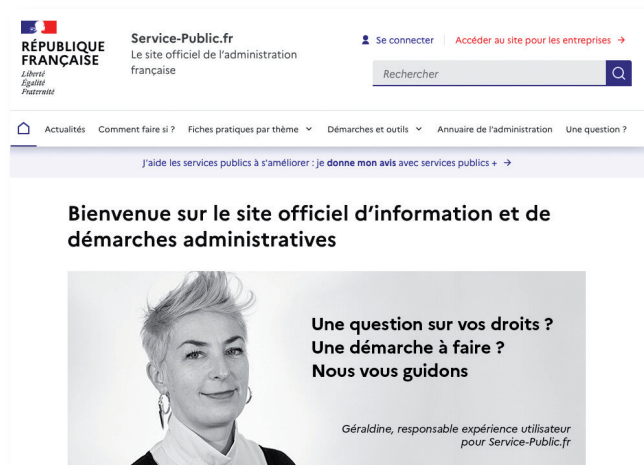 RÉPUBLIQUE
FRANÇAISE
Liberté
Égalité
Fraternité
Service-Public.fr
Le site officiel de l'administration
française
Se connecter
Accéder au site pour les entreprises →
Rechercher
Actualités Comment faire si ? Fiches pratiques par thème Démarches et outils Annuaire de l'administration Une question ?
J'aide les services publics à s'améliorer : je donne mon avis avec services publics + →
Bienvenue sur le site officiel d'information et de
démarches administratives
Une question sur vos droits ?
Une démarche à faire ?
Nous vous guidons
Géraldine, responsable expérience utilisateur
pour Service-Public.fr